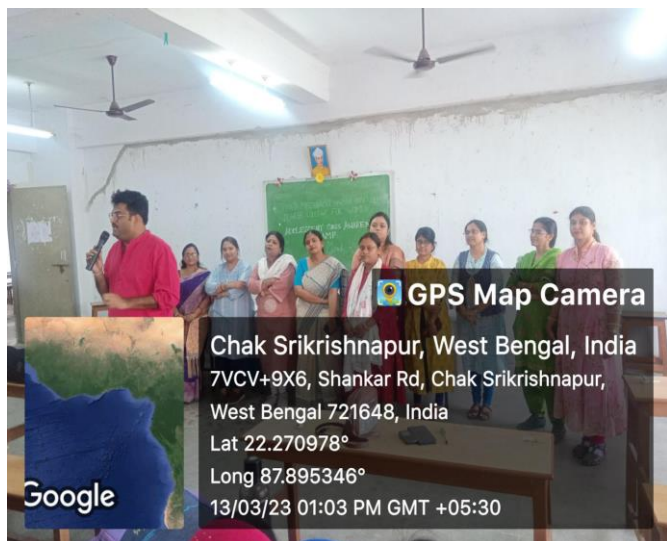 ADOLESCENT
GPS Map Camera
Chak Srikrishnapur, West Bengal, India
7VCV+9X6, Shankar Rd, Chak Srikrishnapur,
West Bengal 721648, India
Lat 22.270978°
Long 87.895346°
13/03/23 01:03 PM GMT +05:30
Google